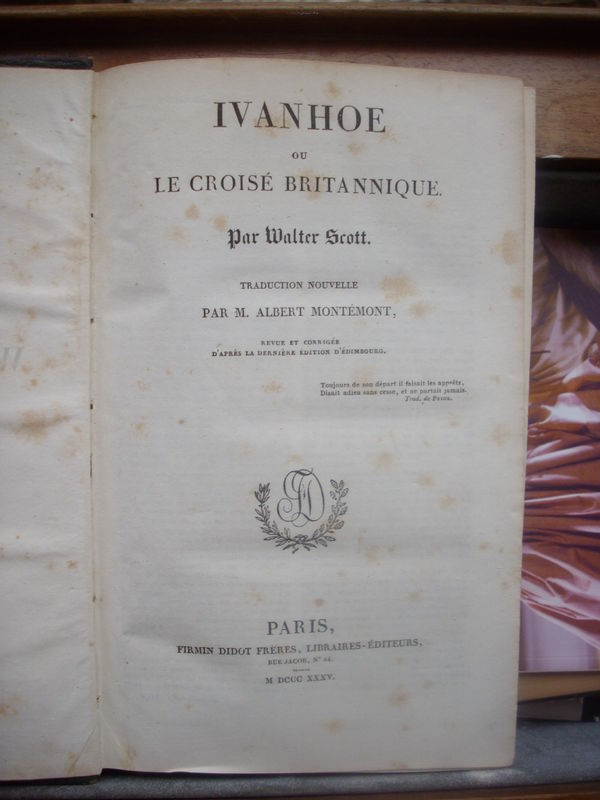 IVANHOE
OU
LE CROISÉ BRITANNIQUE.
Par Walter Scott.
TRADUCTION NOUVELLE
PAR M. ALBERT MONTÉMONT,
REVUE ET CORRIGÉE
D'APRÈS LA DERNIÈRE ÉDITION D'ÉDIMBOURG.
Toujours de son départ il faisait les apprêts,
Disait adieu sans cesse, et ne partait jamais.
Trad. de PRIOR.
D
PARIS,
FIRMIN DIDOT FRÈRES, LIBRAIRES-ÉDITEURS,
RUE JACOB, N° 24.
M DCCC XXXV.